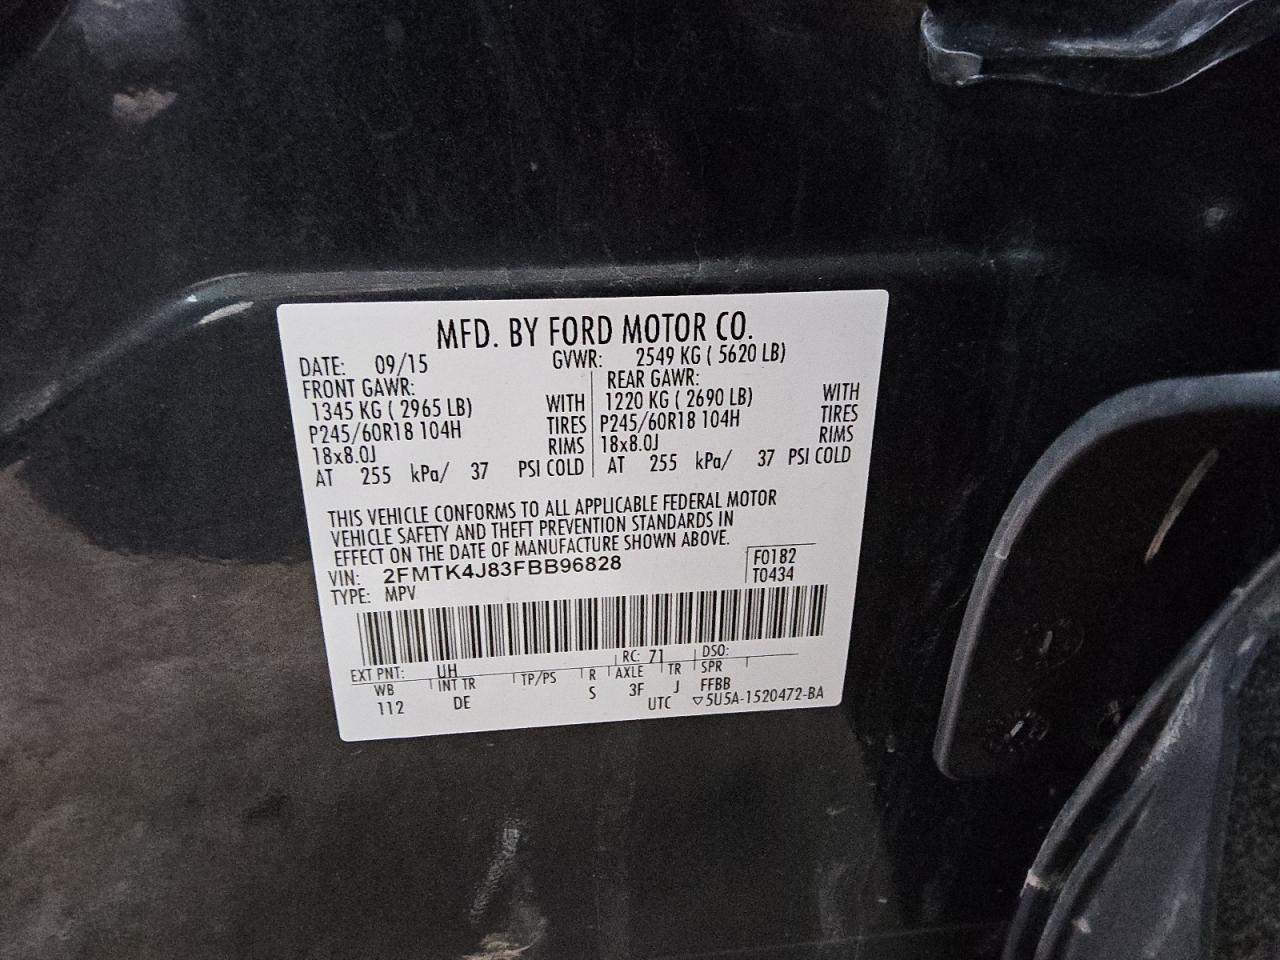 MFD. BY FORD MOTOR CO.
DATE: 09/15 GVWR: 2549 KG ( 5620 LB)
FRONT GAWR: REAR GAWR:
1345 KG ( 2965 LB) WITH 1220 KG ( 2690 LB) WITH
P245/60R18 104H TIRES P245/60R18 104H TIRES
18x8.0J RIMS 18x8.0J RIMS
AT 255 kPa/ 37 PSI COLD AT 255 kPa/ 37 PSI COLD
THIS VEHICLE CONFORMS TO ALL APPLICABLE FEDERAL MOTOR
VEHICLE SAFETY AND THEFT PREVENTION STANDARDS IN
EFFECT ON THE DATE OF MANUFACTURE SHOWN ABOVE.
VIN: 2FMTK4J83FBB96828 F0182
TYPE: MPV T0434
EXT PNT: UH RC: 71 DSO:
WB INT TR TP/PS R AXLE TR SPR
112 DE S 3F J FFBB
UTC ▽5U5A-1520472-BA